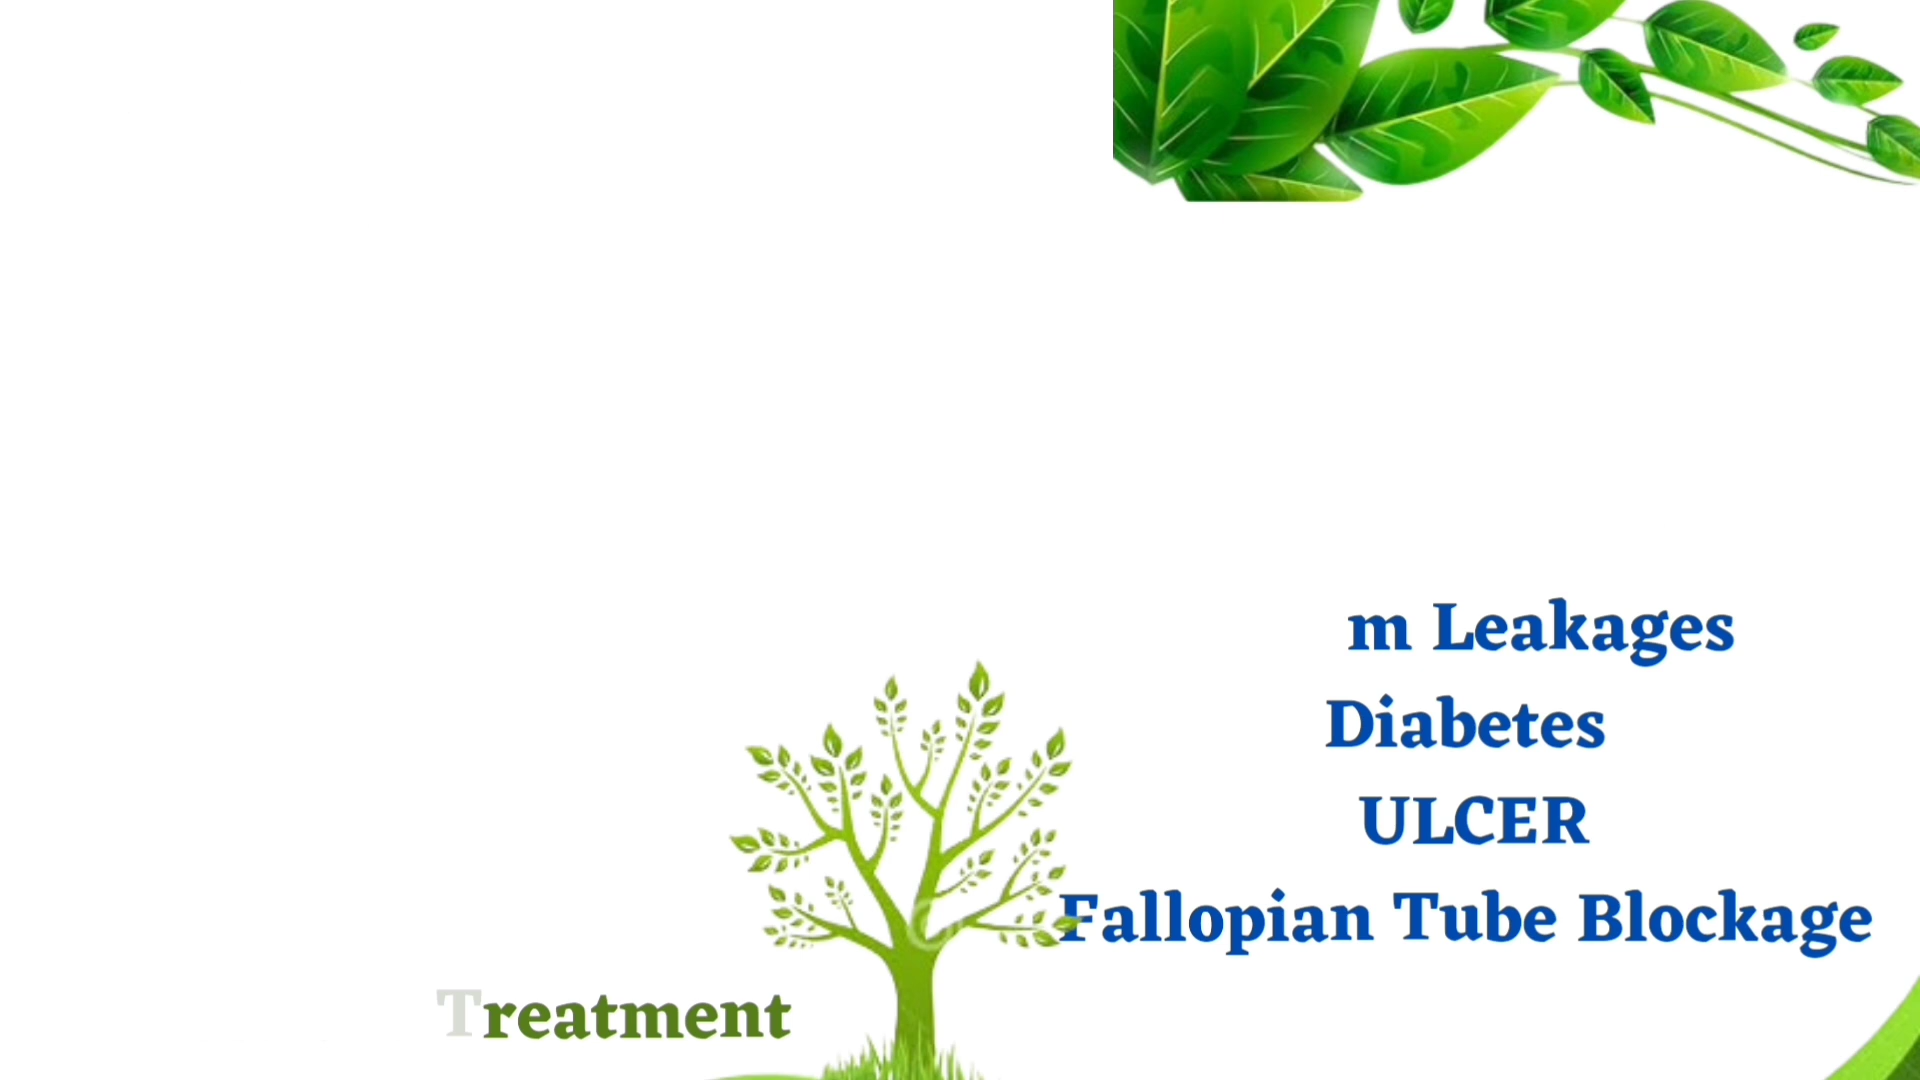 m Leakages
Diabetes
ULCER
Fallopian Tube Blockage
Treatment